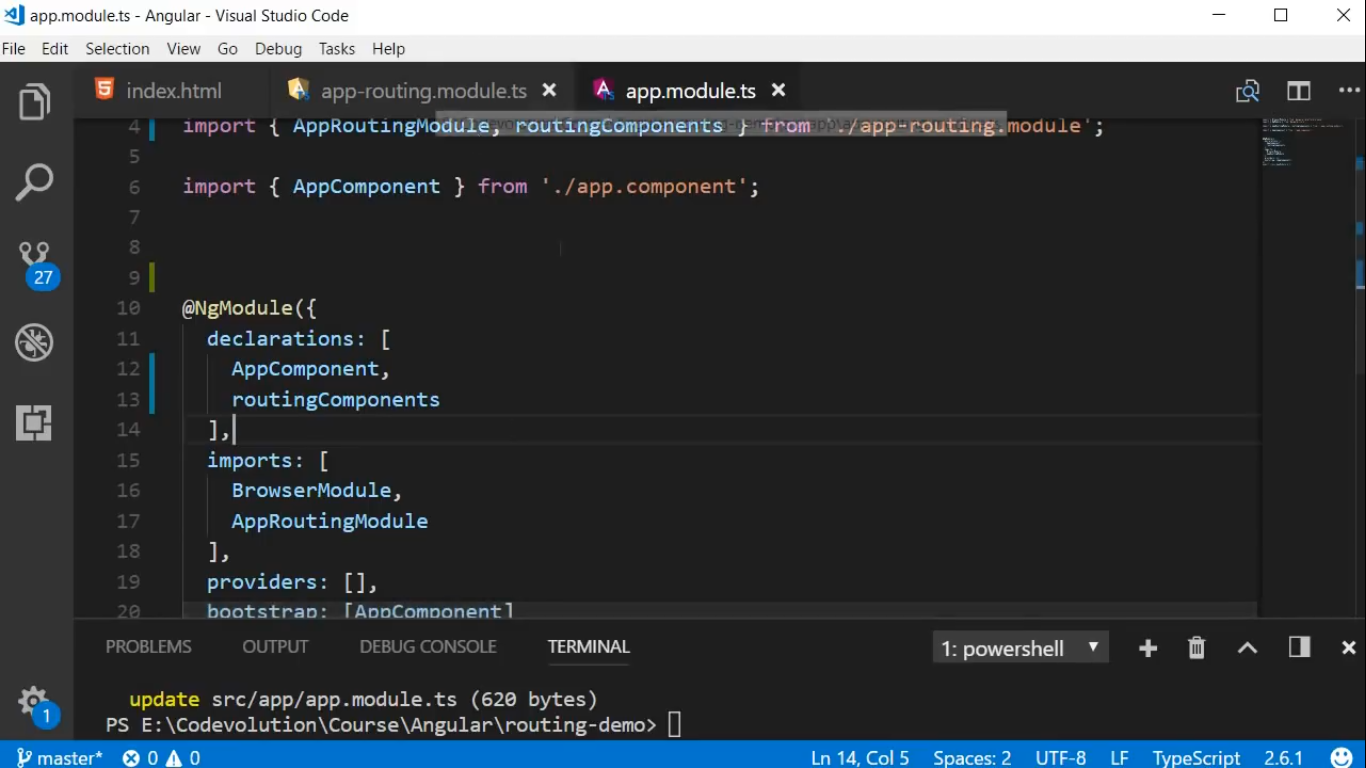 app.module.ts - Angular - Visual Studio Code
File Edit Selection View Go Debug Tasks Help
index.html app-routing.module.ts app.module.ts
4 import { AppRoutingModule, routingComponents } from './app-routing.module';
5
6 import { AppComponent } from './app.component';
7
8
9
10 @NgModule({
11 declarations: [
12 AppComponent,
13 routingComponents
14 ],
15 imports: [
16 BrowserModule,
17 AppRoutingModule
18 ],
19 providers: [],
20 bootstrap: [AppComponent]
27
PROBLEMS OUTPUT DEBUG CONSOLE TERMINAL 1: powershell
update src/app/app.module.ts (620 bytes)
PS E:\Codevolution\Course\Angular\routing-demo>
1
master* 0 0 Ln 14, Col 5 Spaces: 2 UTF-8 LF TypeScript 2.6.1